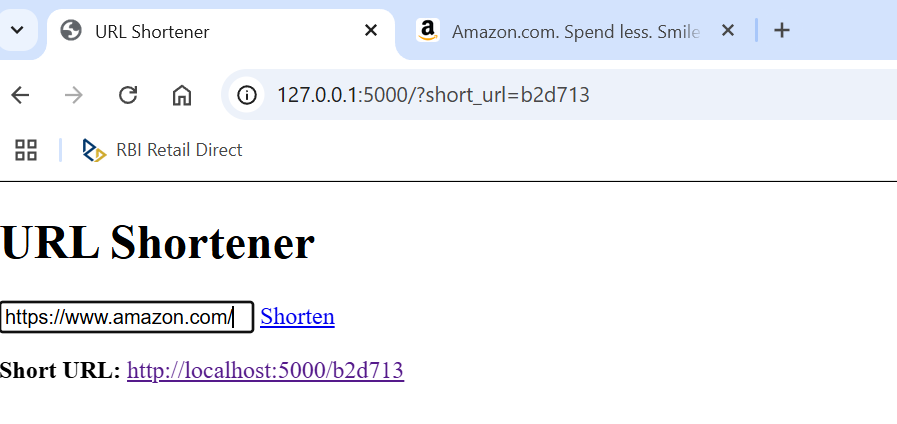 URL Shortener
Amazon.com. Spend less. Smile
127.0.0.1:5000/?short_url=b2d713
RBI Retail Direct
URL Shortener
https://www.amazon.com/ Shorten
Short URL: http://localhost:5000/b2d713